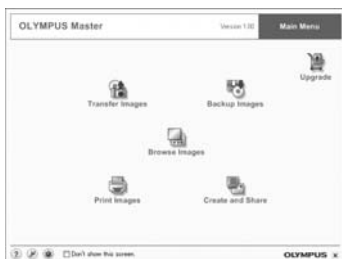 OLYMPUS Master
Version 1.00
Main Menu
Upgrade
Transfer Images
Backup Images
Browse Images
Print Images
Create and Share
Don't show this screen.
OLYMPUS